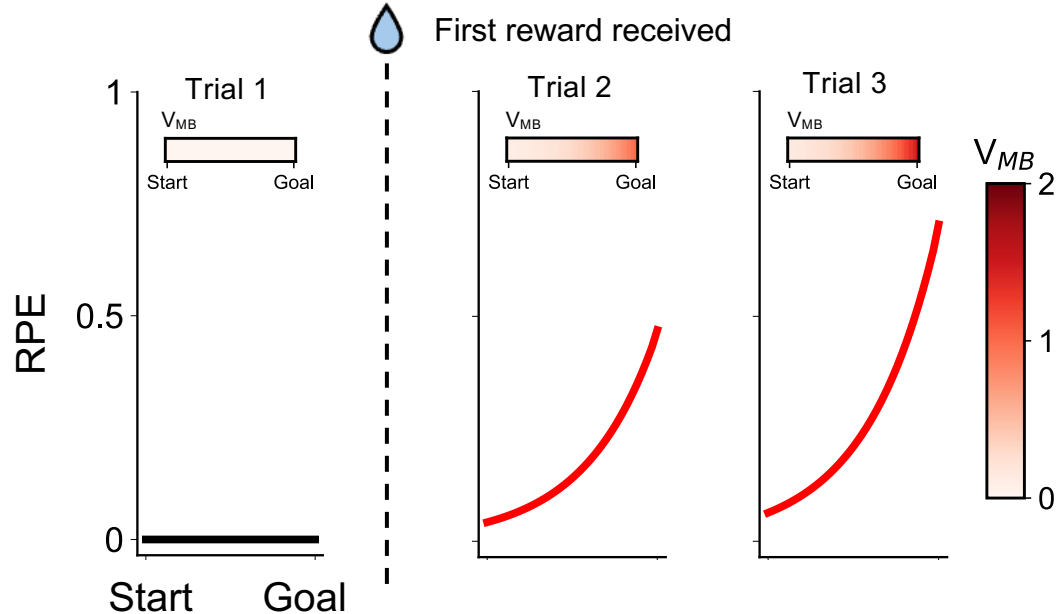 First reward received
Trial 1
V_MB
Start Goal
Trial 2
V_MB
Start Goal
Trial 3
V_MB
Start Goal
RPE
1
0.5
0
Start Goal
V_MB
2
1
0